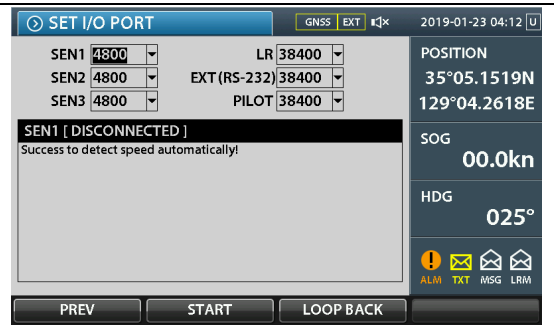 SET I/O PORT
GNSS EXT
2019-01-23 04:12 U
SEN1 4800
LR 38400
SEN2 4800
EXT(RS-232) 38400
SEN3 4800
PILOT 38400
SEN1 [ DISCONNECTED ]
Success to detect speed automatically!
POSITION
35°05.1519N
129°04.2618E
SOG
00.0kn
HDG
025°
ALM TXT MSG LRM
PREV
START
LOOP BACK